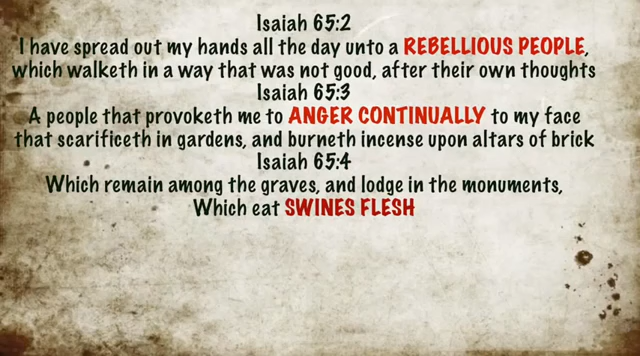 Isaiah 65:2
I have spread out my hands all the day unto a REBELLIOUS PEOPLE,
which walketh in a way that was not good, after their own thoughts
Isaiah 65:3
A people that provoketh me to ANGER CONTINUALLY to my face
that scarificeth in gardens, and burneth incense upon altars of brick
Isaiah 65:4
Which remain among the graves, and lodge in the monuments,
Which eat SWINES FLESH